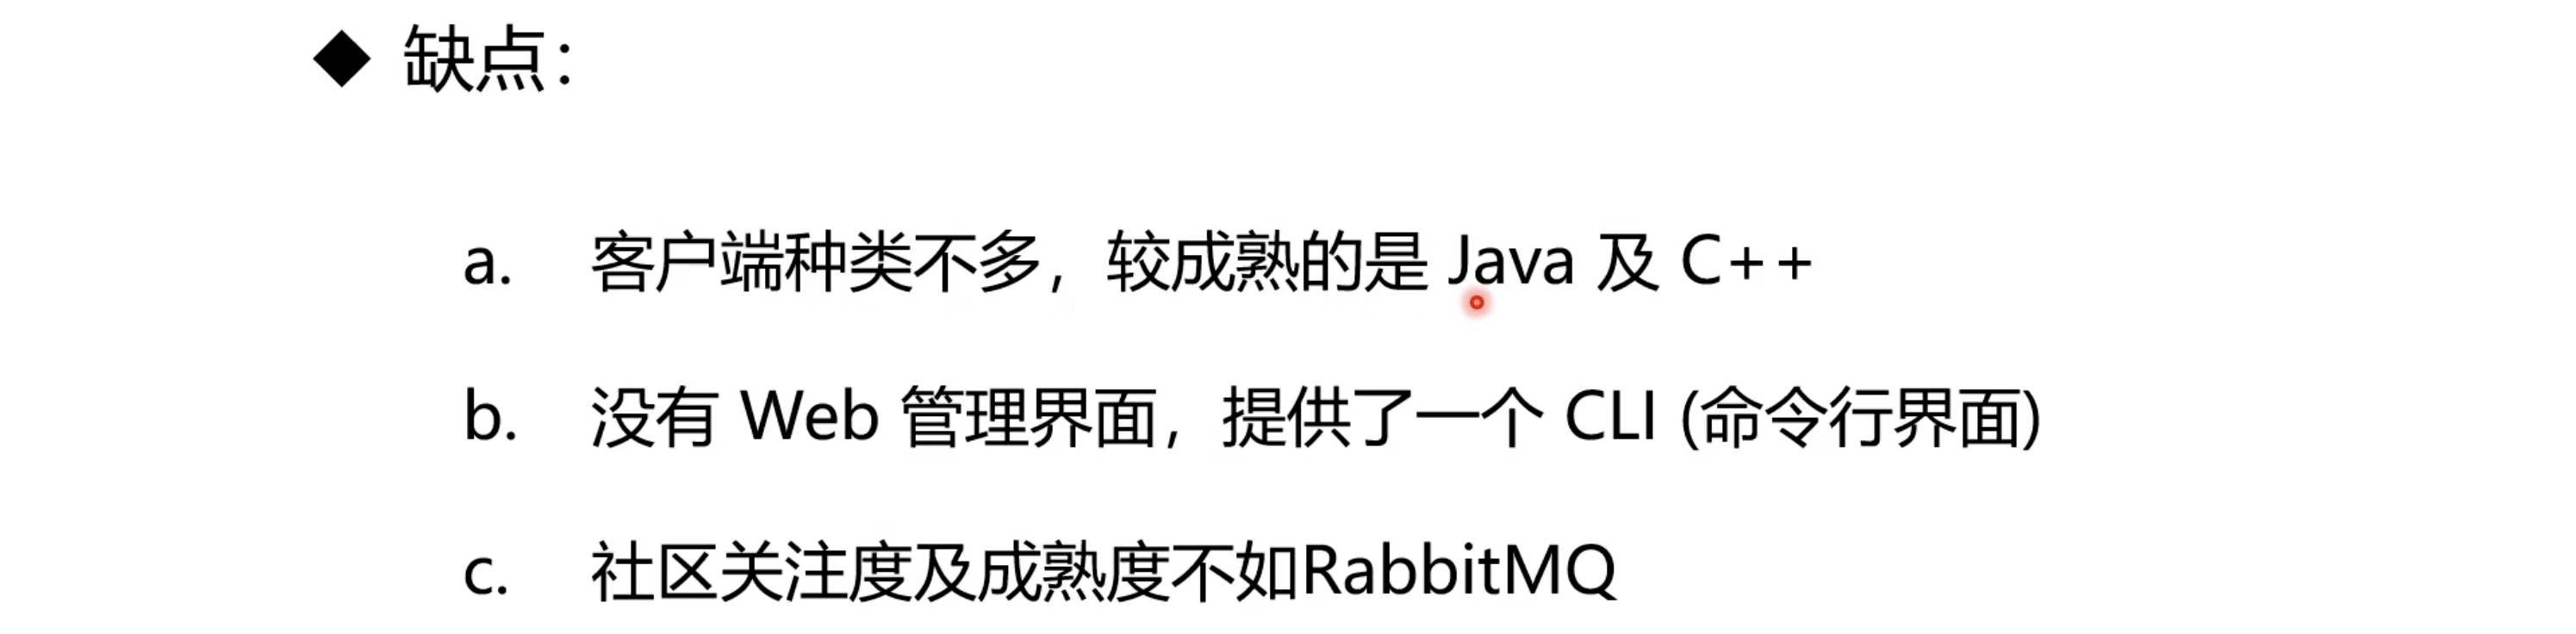 ◆ 缺点：
a. 客户端种类不多，较成熟的是 Java 及 C++
b. 没有 Web 管理界面，提供了一个 CLI (命令行界面)
c. 社区关注度及成熟度不如RabbitMQ